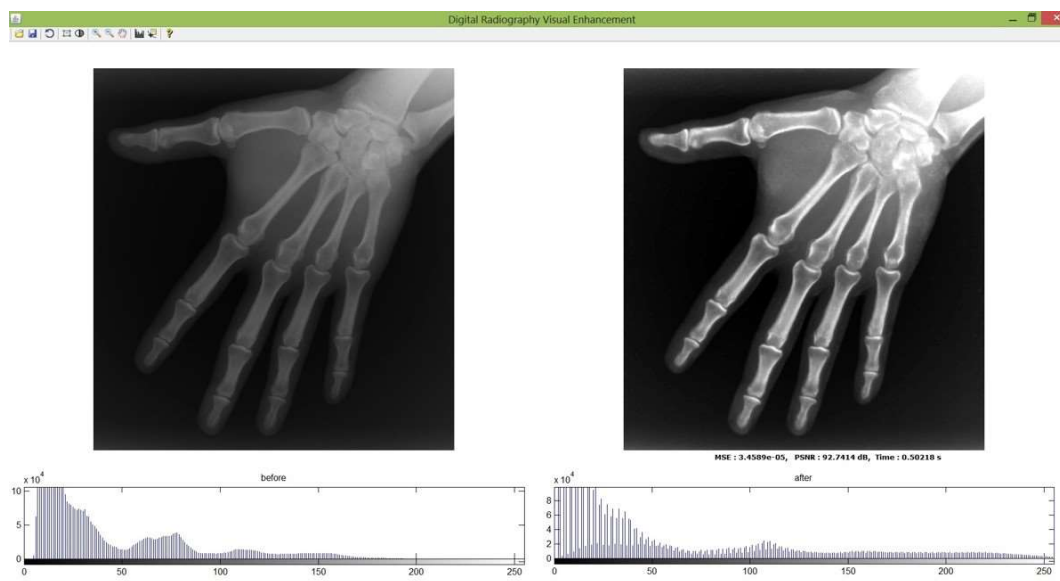 Digital Radiography Visual Enhancement
MSE : 3.4589e-05, PSNR : 92.7414 dB, Time : 0.50218 s
before
x 10^4
10
5
0
0 50 100 150 200 250
after
x 10^4
8
6
4
2
0
0 50 100 150 200 250